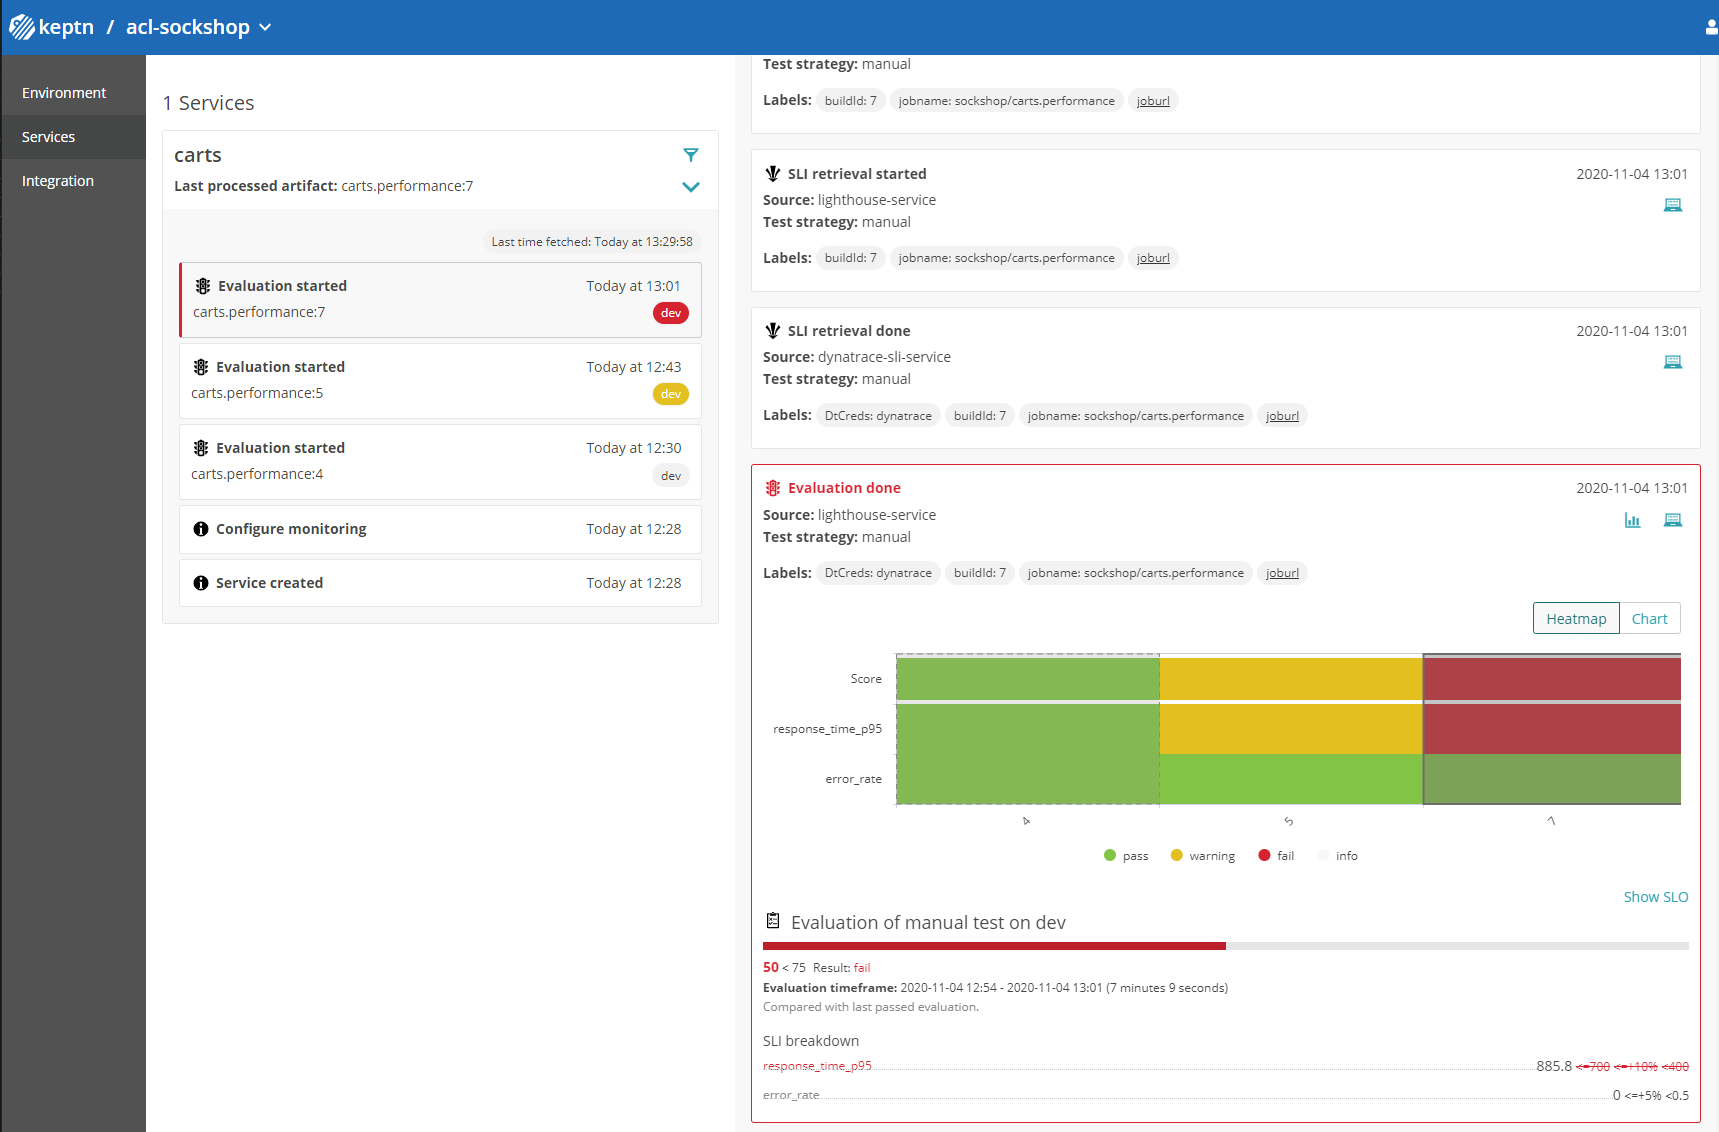 keptn / acl-sockshop
Environment
Services
Integration
1 Services
carts
Last processed artifact: carts.performance:7
Last time fetched: Today at 13:29:58
Evaluation started Today at 13:01
carts.performance:7 dev
Evaluation started Today at 12:43
carts.performance:5 dev
Evaluation started Today at 12:30
carts.performance:4 dev
Configure monitoring Today at 12:28
Service created Today at 12:28
Test strategy: manual
Labels: buildId: 7 jobname: sockshop/carts.performance joburl
SLI retrieval started 2020-11-04 13:01
Source: lighthouse-service
Test strategy: manual
Labels: buildId: 7 jobname: sockshop/carts.performance joburl
SLI retrieval done 2020-11-04 13:01
Source: dynatrace-sli-service
Test strategy: manual
Labels: DtCreds: dynatrace buildId: 7 jobname: sockshop/carts.performance joburl
Evaluation done 2020-11-04 13:01
Source: lighthouse-service
Test strategy: manual
Labels: DtCreds: dynatrace buildId: 7 jobname: sockshop/carts.performance joburl
Heatmap Chart
Score
response_time_p95
error_rate
4 5 7
pass warning fail info
Show SLO
Evaluation of manual test on dev
50 < 75 Result: fail
Evaluation timeframe: 2020-11-04 12:54 - 2020-11-04 13:01 (7 minutes 9 seconds)
Compared with last passed evaluation.
SLI breakdown
response_time_p95 885.8 <=700 <=+10% <400
error_rate 0 <=+5% <0.5